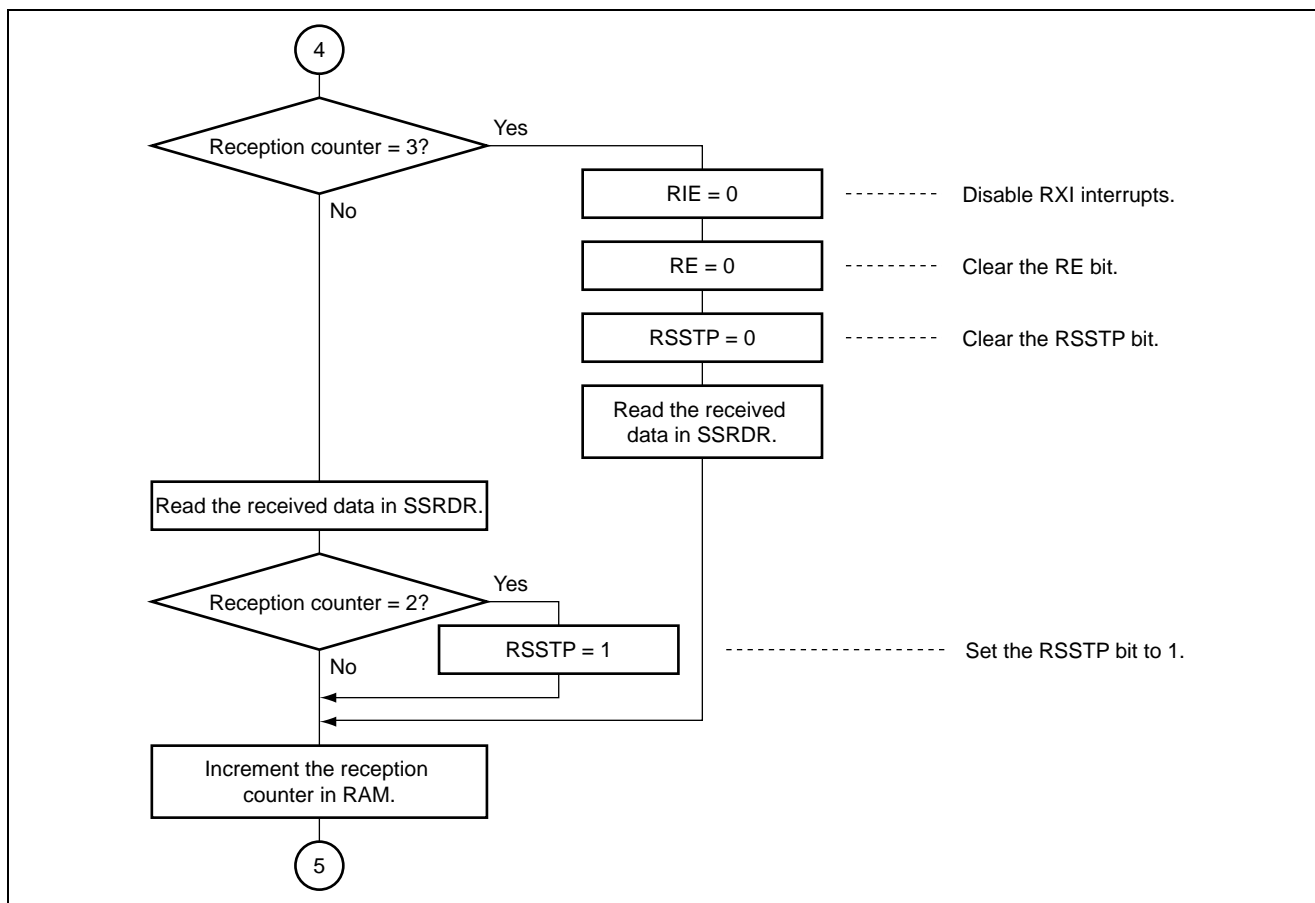 4
Reception counter = 3?
Yes
No
RIE = 0
Disable RXI interrupts.
RE = 0
Clear the RE bit.
RSSTP = 0
Clear the RSSTP bit.
Read the received
data in SSRDR.
Read the received data in SSRDR.
Reception counter = 2?
Yes
No
RSSTP = 1
Set the RSSTP bit to 1.
Increment the reception
counter in RAM.
5